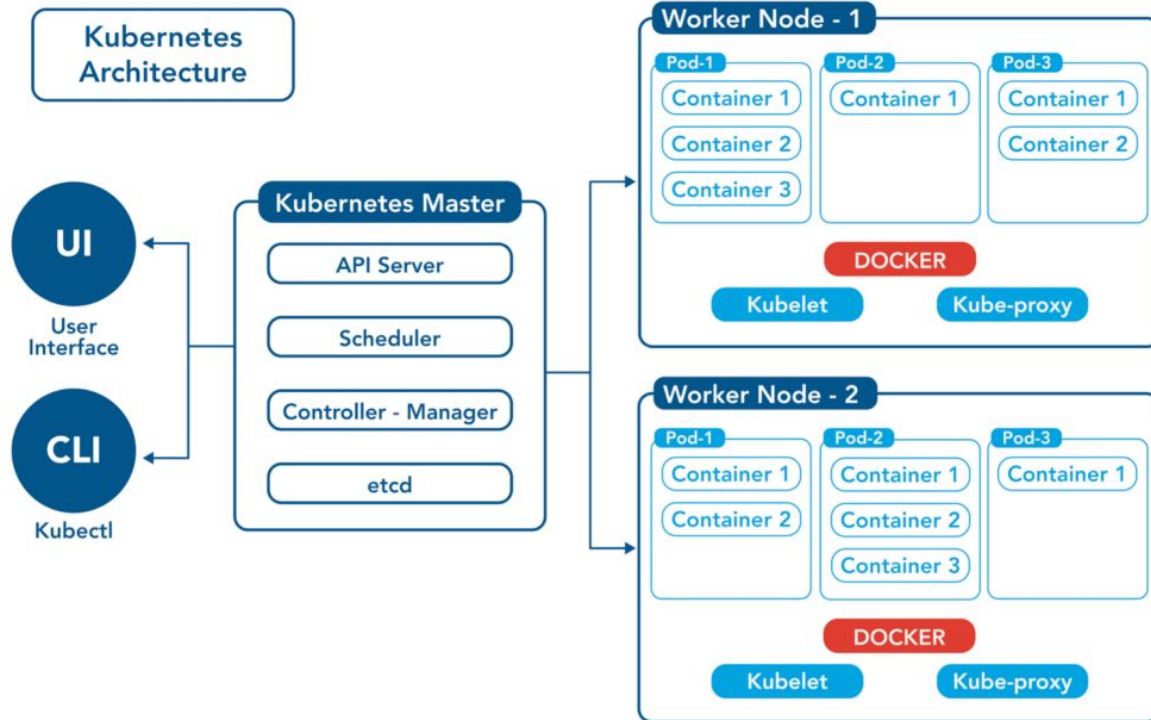 Kubernetes
Architecture
UI
User
Interface
CLI
Kubectl
Kubernetes Master
API Server
Scheduler
Controller - Manager
etcd
Worker Node - 1
Pod-1
Container 1
Container 2
Container 3
Pod-2
Container 1
Pod-3
Container 1
Container 2
DOCKER
Kubelet
Kube-proxy
Worker Node - 2
Pod-1
Container 1
Container 2
Pod-2
Container 1
Container 2
Container 3
Pod-3
Container 1
DOCKER
Kubelet
Kube-proxy